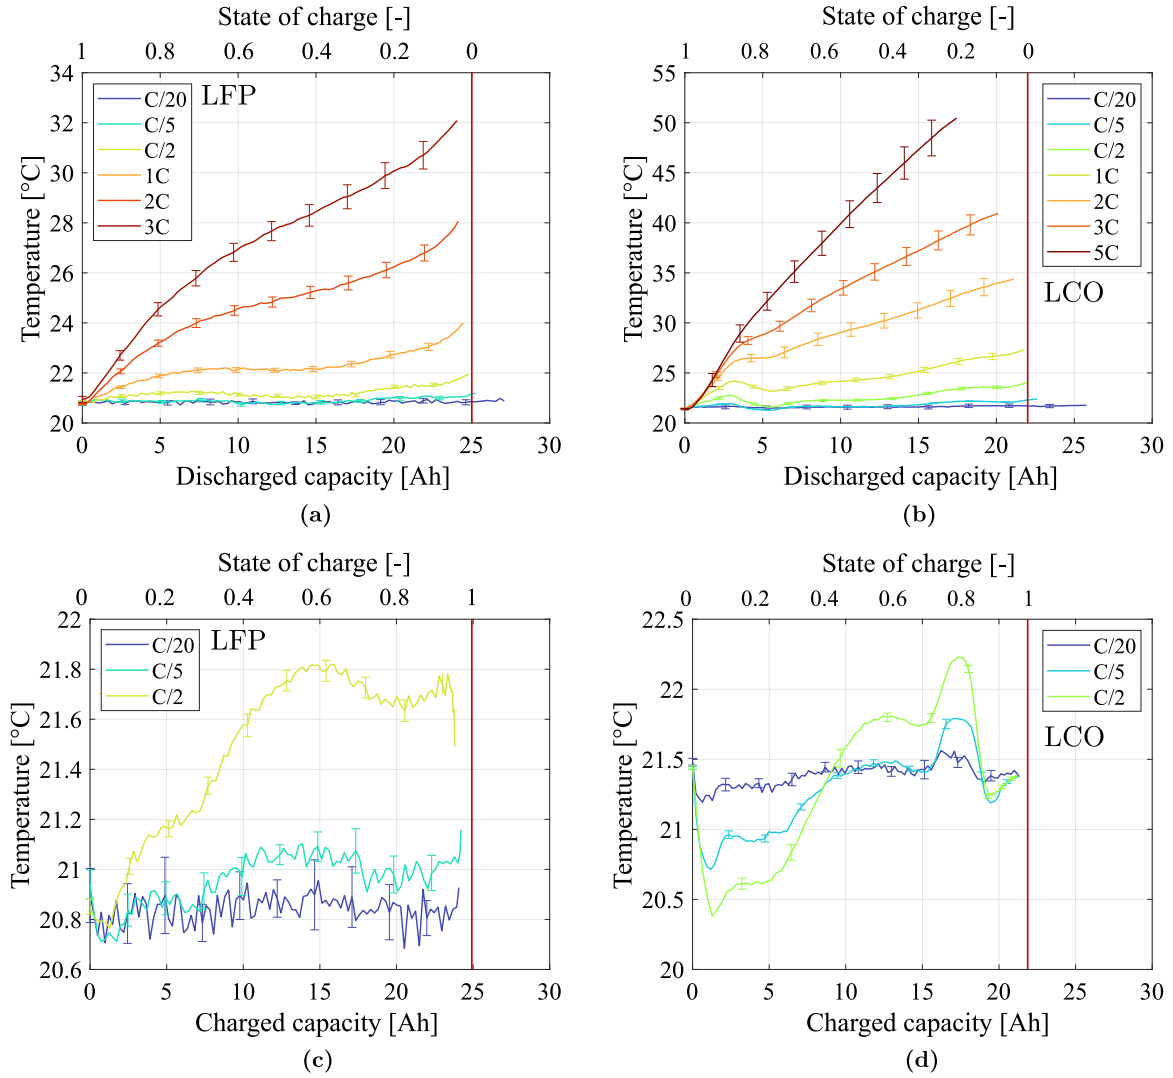 State of charge [-]
1 0.8 0.6 0.4 0.2 0
34
32
30
28
26
24
22
20
Temperature [°C]
C/20
C/5
C/2
1C
2C
3C
LFP
0 5 10 15 20 25 30
Discharged capacity [Ah]
(a)
State of charge [-]
1 0.8 0.6 0.4 0.2 0
55
50
45
40
35
30
25
20
Temperature [°C]
C/20
C/5
C/2
1C
2C
3C
5C
LCO
0 5 10 15 20 25 30
Discharged capacity [Ah]
(b)
State of charge [-]
0 0.2 0.4 0.6 0.8 1
22
21.8
21.6
21.4
21.2
21
20.8
20.6
Temperature [°C]
C/20
C/5
C/2
LFP
0 5 10 15 20 25 30
Charged capacity [Ah]
(c)
State of charge [-]
0 0.2 0.4 0.6 0.8 1
22.5
22
21.5
21
20.5
20
Temperature [°C]
C/20
C/5
C/2
LCO
0 5 10 15 20 25 30
Charged capacity [Ah]
(d)